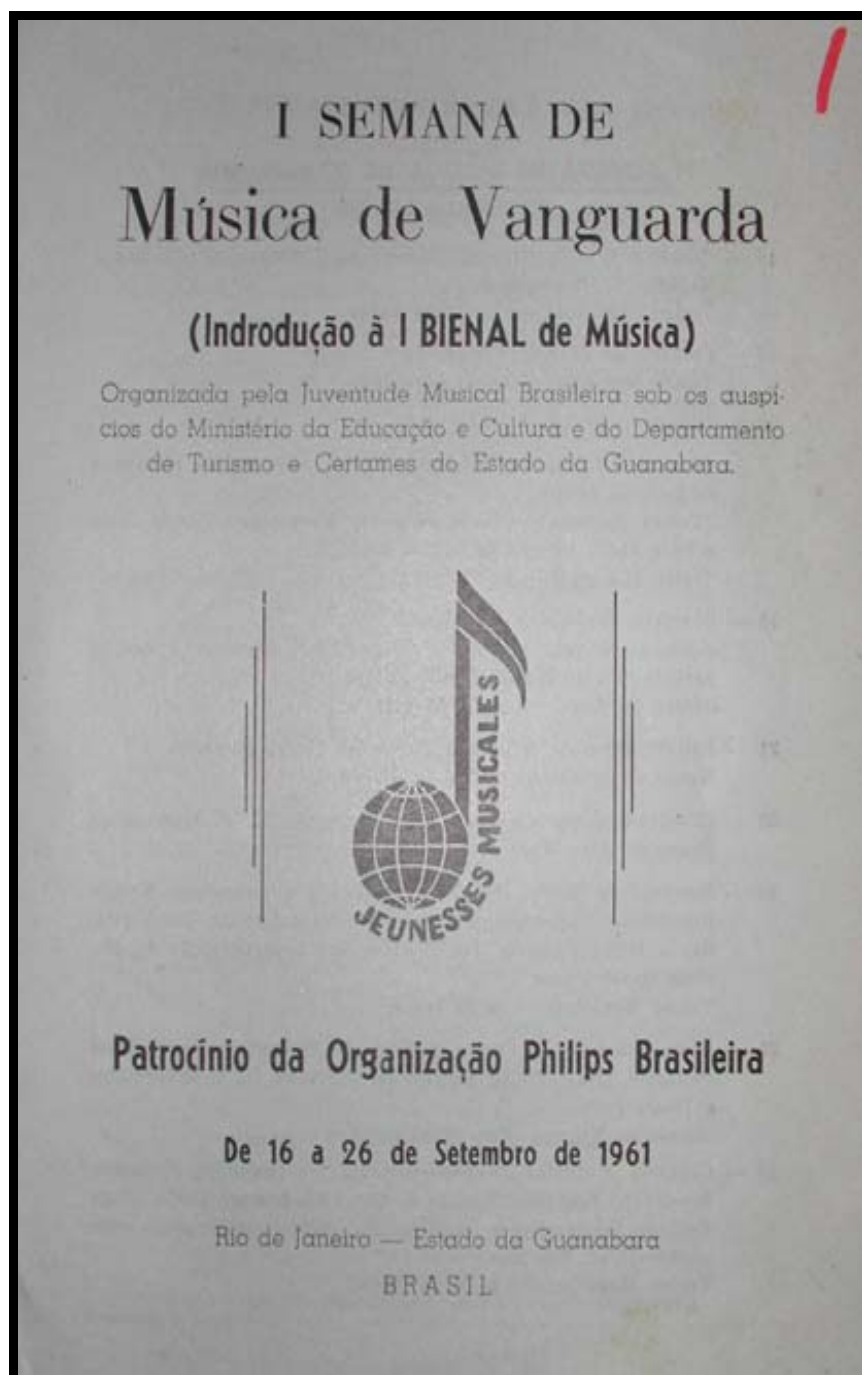 I SEMANA DE
Música de Vanguarda
(Indrodução à I BIENAL de Música)
Organizada pela Juventude Musical Brasileira sob os auspí-
cios do Ministério da Educação e Cultura e do Departamento
de Turismo e Certames do Estado da Guanabara.
JEUNESSES MUSICALES
Patrocínio da Organização Philips Brasileira
De 16 a 26 de Setembro de 1961
Rio de Janeiro — Estado da Guanabara
BRASIL